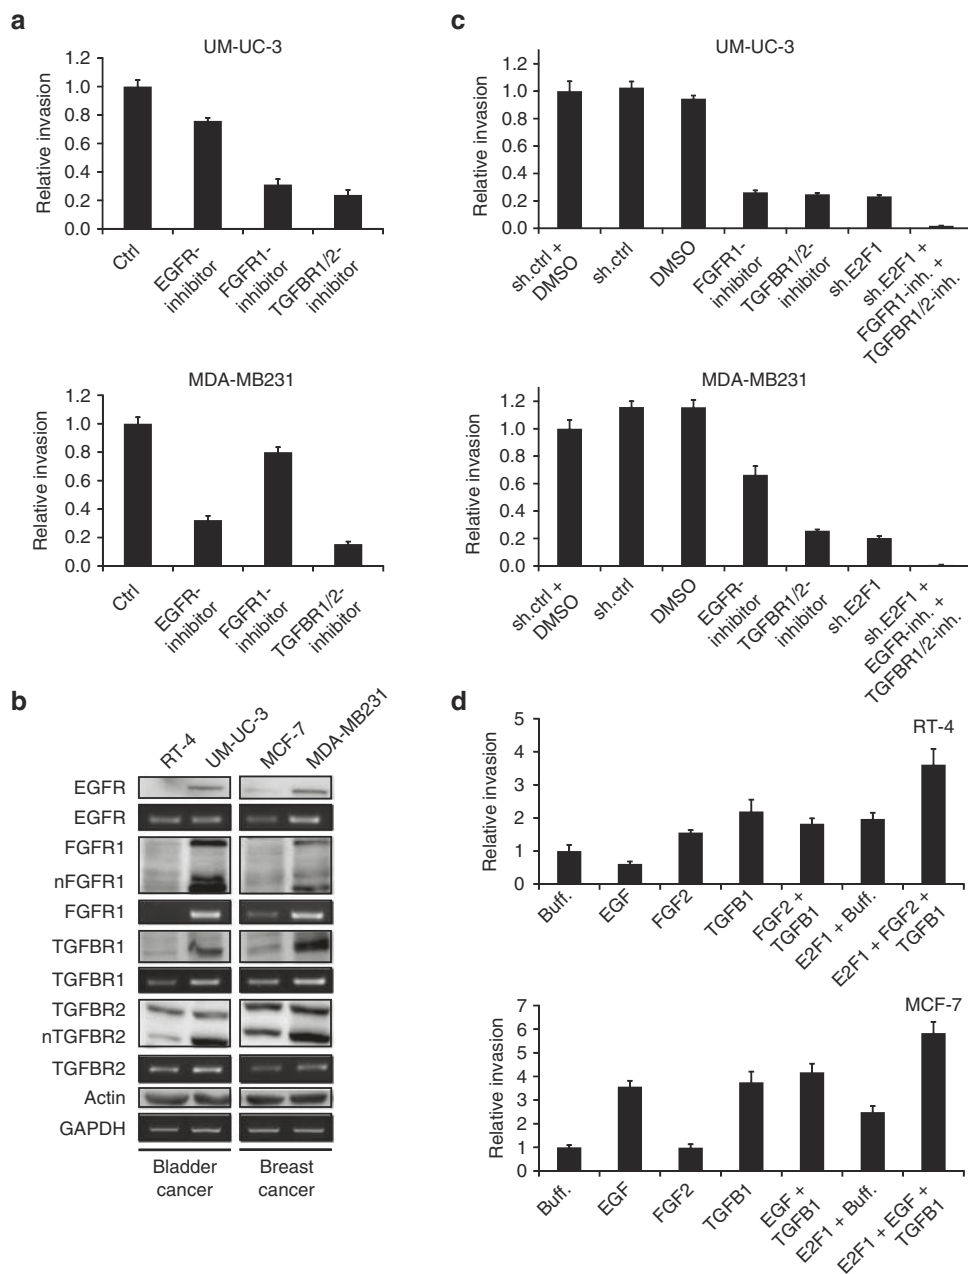 a
UM-UC-3
Relative invasion
1.2
1.0
0.8
0.6
0.4
0.2
0.0
Ctrl
EGFR-
inhibitor
FGFR1-
inhibitor
TGFBR1/2-
inhibitor
MDA-MB231
Relative invasion
1.2
1.0
0.8
0.6
0.4
0.2
0.0
Ctrl
EGFR-
inhibitor
FGFR1-
inhibitor
TGFBR1/2-
inhibitor
b
RT-4
UM-UC-3
MCF-7
MDA-MB231
EGFR
EGFR
FGFR1
nFGFR1
FGFR1
TGFBR1
TGFBR1
TGFBR2
nTGFBR2
TGFBR2
Actin
GAPDH
Bladder
cancer
Breast
cancer
c
UM-UC-3
Relative invasion
1.2
1.0
0.8
0.6
0.4
0.2
0.0
sh.ctrl +
DMSO
sh.ctrl
DMSO
FGFR1-
inhibitor
TGFBR1/2-
inhibitor
sh.E2F1
sh.E2F1 +
FGFR1-inh. +
TGFBR1/2-inh.
MDA-MB231
Relative invasion
1.2
1.0
0.8
0.6
0.4
0.2
0.0
sh.ctrl +
DMSO
sh.ctrl
DMSO
EGFR-
inhibitor
TGFBR1/2-
inhibitor
sh.E2F1
sh.E2F1 +
EGFR-inh. +
TGFBR1/2-inh.
d
RT-4
Relative invasion
5
4
3
2
1
0
Buff.
EGF
FGF2
TGFB1
FGF2 +
TGFB1
E2F1 + Buff.
E2F1 + FGF2 +
TGFB1
MCF-7
Relative invasion
7
6
5
4
3
2
1
0
Buff.
EGF
FGF2
TGFB1
EGF +
TGFB1
E2F1 + Buff.
E2F1 + EGF +
TGFB1